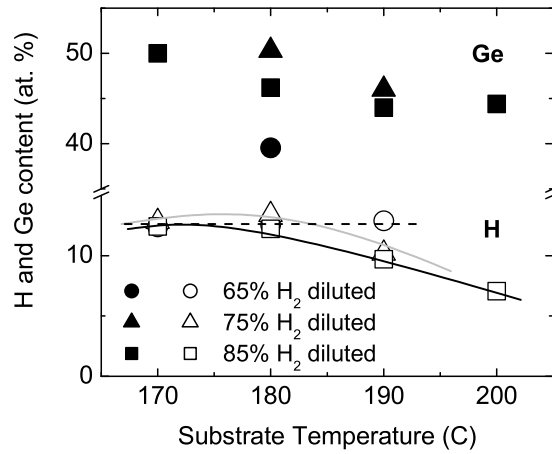 H and Ge content (at. %)
50
Ge
40
H
10
65% H₂ diluted
75% H₂ diluted
85% H₂ diluted
0
170 180 190 200
Substrate Temperature (C)